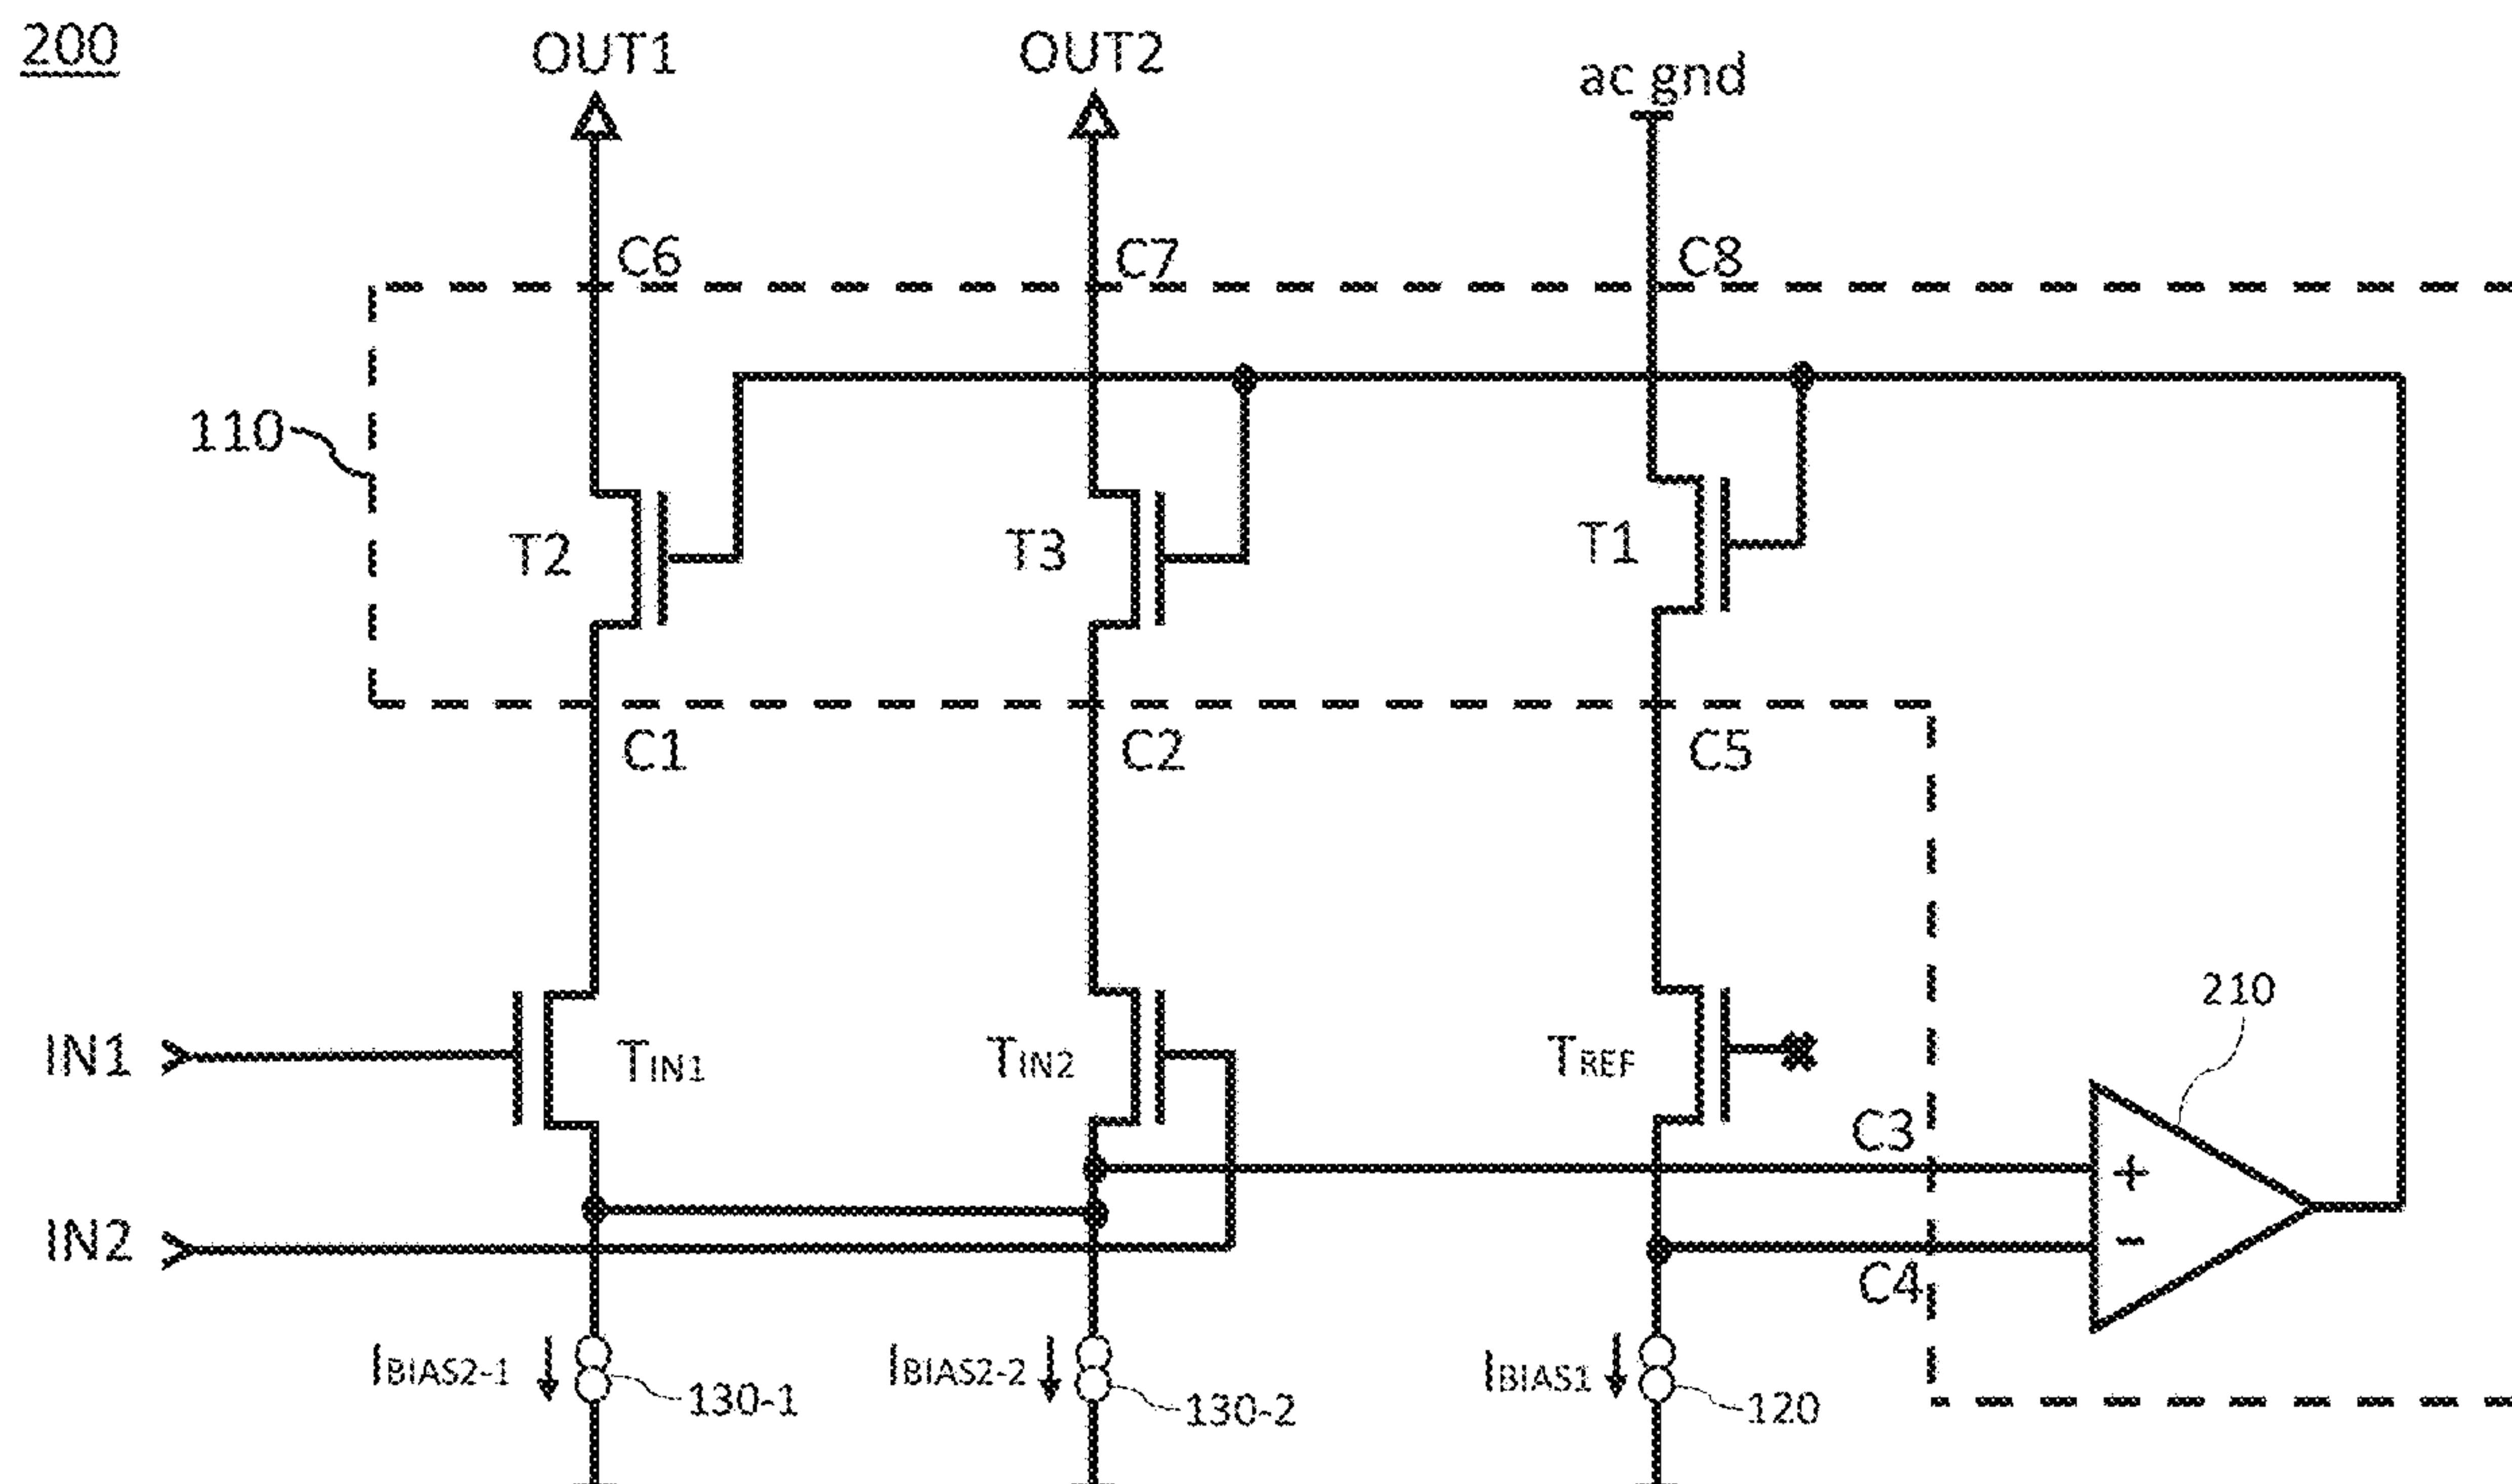 200
OUT1
OUT2
ac gnd
C6
C7
C8
110
T2
T3
T1
C1
C2
C5
210
IN1
TIN1
TIN2
TREF
C3
+
IN2
-
C4
IBIAS2-1
130-1
IBIAS2-2
130-2
IBIAS1
120